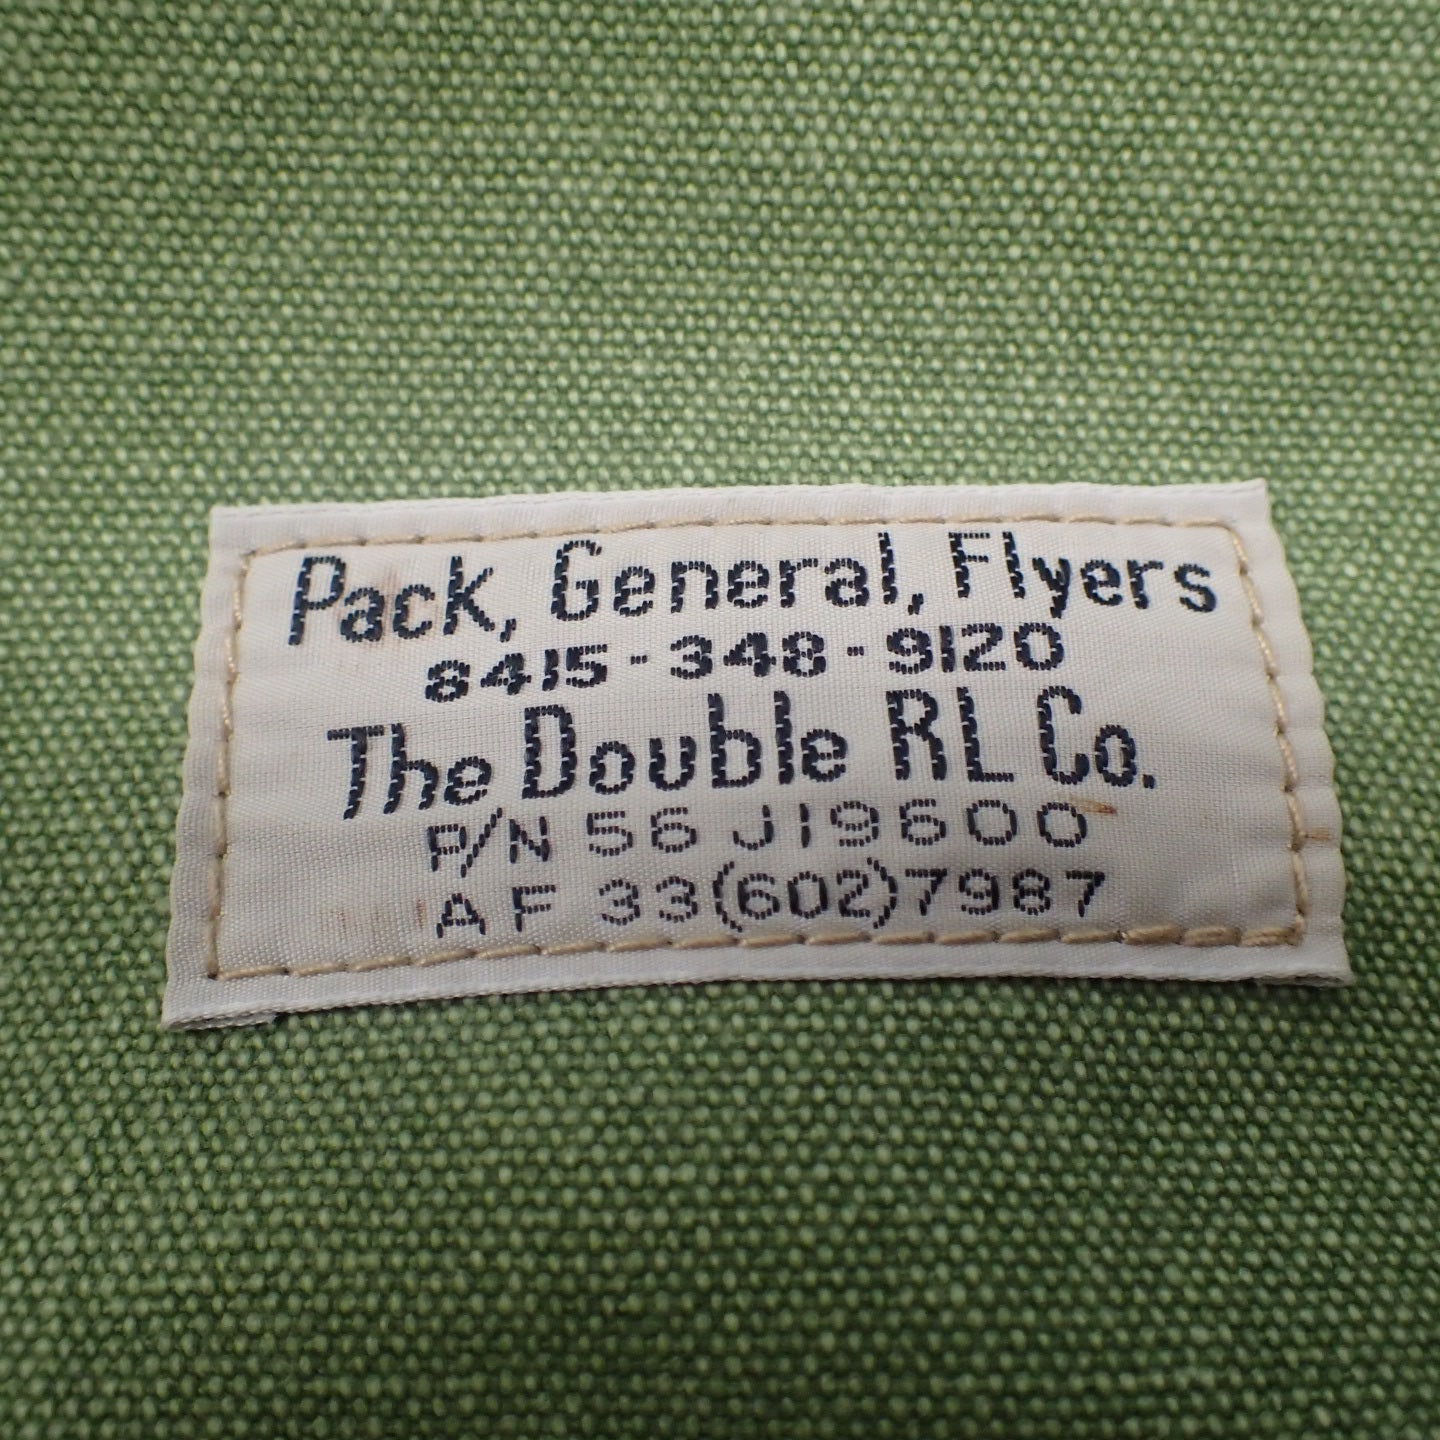 Pack, General, Flyers
8415-348-9120
The Double RL Co.
P/N 56 J19600
AF 33(602)7987